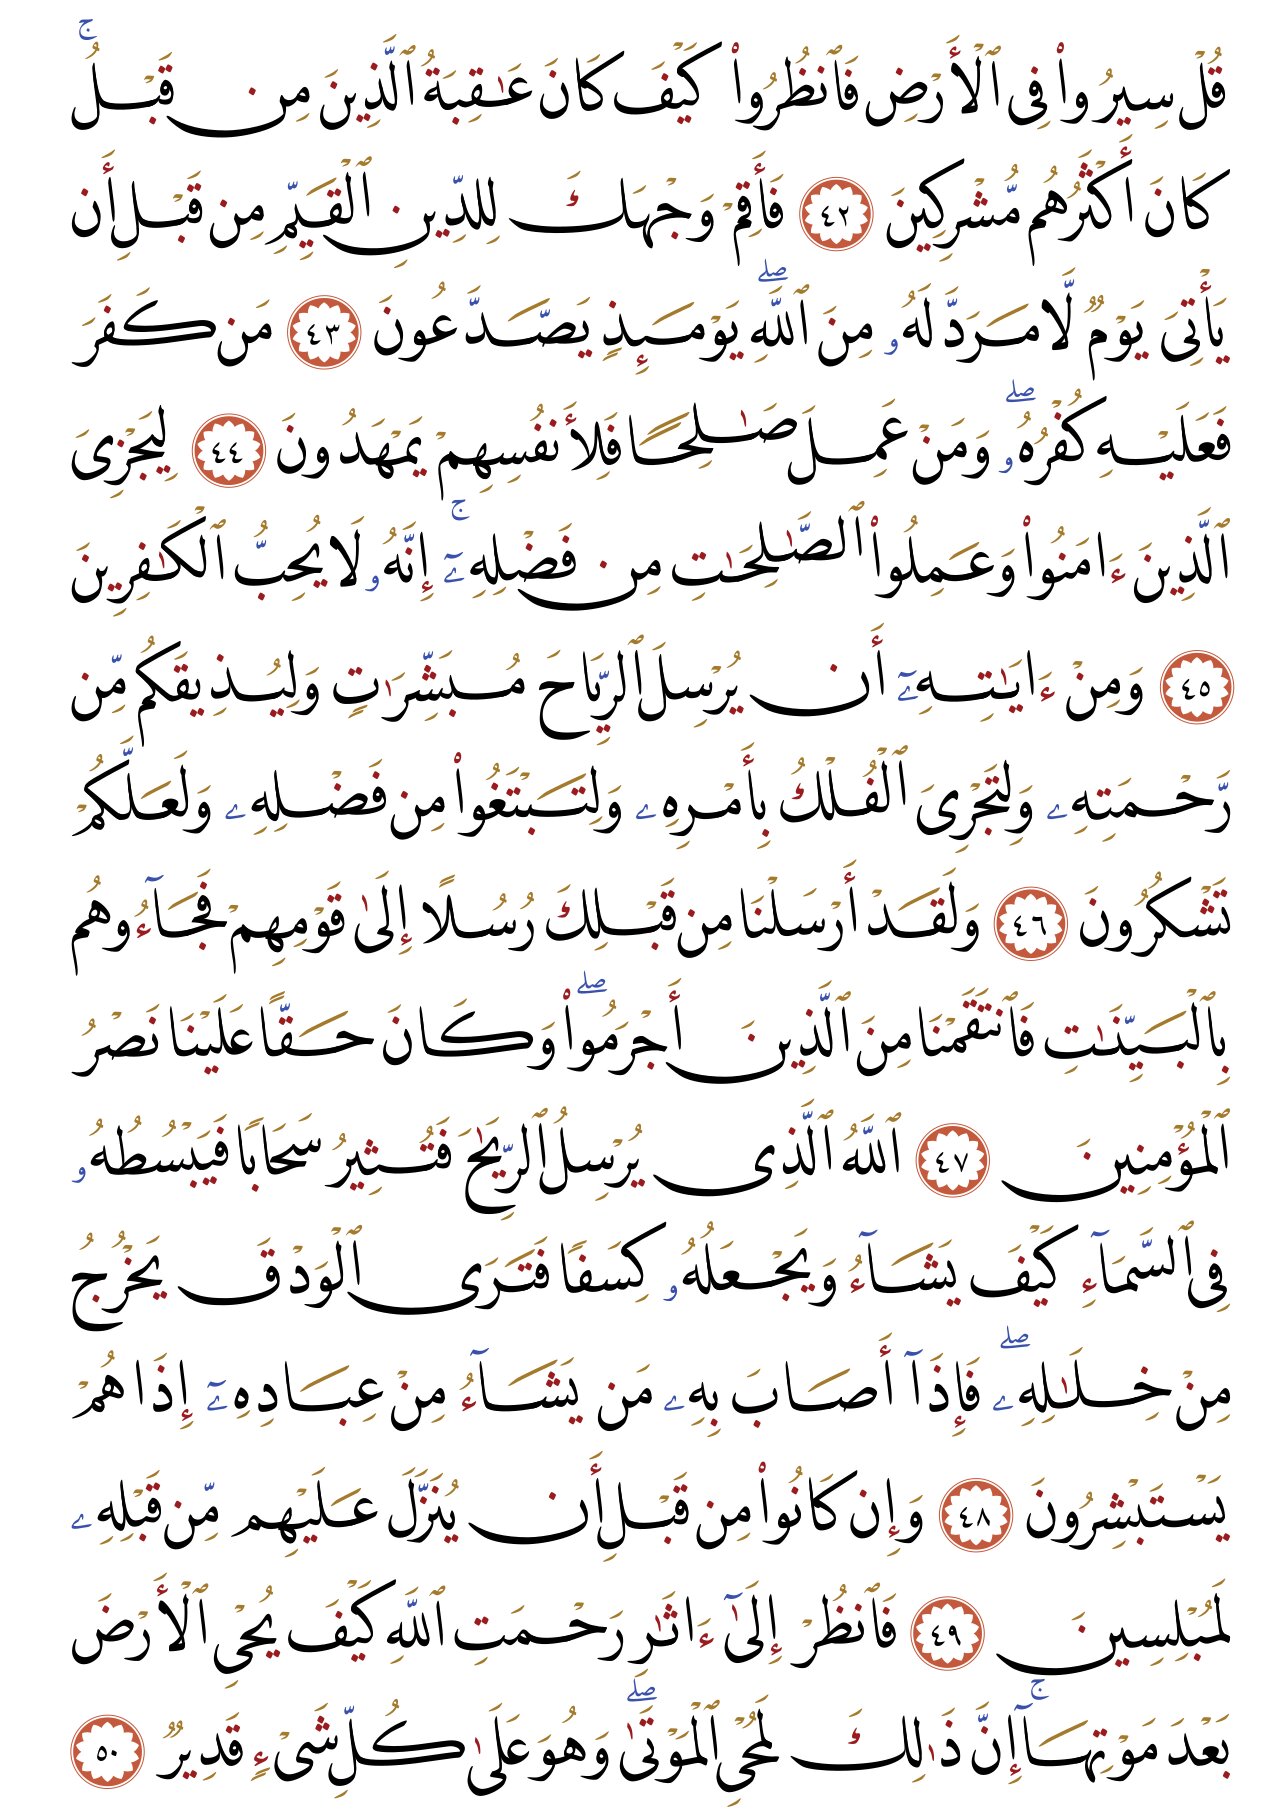 قُلْ سِيرُوا۟ فِى ٱلْأَرْضِ فَٱنظُرُوا۟ كَيْفَ كَانَ عَـٰقِبَةُ ٱلَّذِينَ مِن قَبْلُ ۚ
كَانَ أَكْثَرُهُم مُّشْرِكِينَ ٤٢ فَأَقِمْ وَجْهَكَ لِلدِّينِ ٱلْقَيِّمِ مِن قَبْلِ أَن
يَأْتِىَ يَوْمٌ لَّا مَرَدَّ لَهُۥ مِنَ ٱللَّهِ ۖ يَوْمَئِذٍ يَصَّدَّعُونَ ٤٣ مَن كَفَرَ
فَعَلَيْهِ كُفْرُهُۥ ۖ وَمَنْ عَمِلَ صَـٰلِحًا فَلِأَنفُسِهِمْ يَمْهَدُونَ ٤٤ لِيَجْزِىَ
ٱلَّذِينَ ءَامَنُوا۟ وَعَمِلُوا۟ ٱلصَّـٰلِحَـٰتِ مِن فَضْلِهِۦٓ ۚ إِنَّهُۥ لَا يُحِبُّ ٱلْكَـٰفِرِينَ
٤٥ وَمِنْ ءَايَـٰتِهِۦٓ أَن يُرْسِلَ ٱلرِّيَاحَ مُبَشِّرَٰتٍ وَلِيُذِيقَكُم مِّن
رَّحْمَتِهِۦ وَلِتَجْرِىَ ٱلْفُلْكُ بِأَمْرِهِۦ وَلِتَبْتَغُوا۟ مِن فَضْلِهِۦ وَلَعَلَّكُمْ
تَشْكُرُونَ ٤٦ وَلَقَدْ أَرْسَلْنَا مِن قَبْلِكَ رُسُلًا إِلَىٰ قَوْمِهِمْ فَجَآءُوهُم
بِٱلْبَيِّنَـٰتِ فَٱنتَقَمْنَا مِنَ ٱلَّذِينَ أَجْرَمُوا۟ ۖ وَكَانَ حَقًّا عَلَيْنَا نَصْرُ
ٱلْمُؤْمِنِينَ ٤٧ ٱللَّهُ ٱلَّذِى يُرْسِلُ ٱلرِّيَـٰحَ فَتُثِيرُ سَحَابًا فَيَبْسُطُهُۥ
فِى ٱلسَّمَآءِ كَيْفَ يَشَآءُ وَيَجْعَلُهُۥ كِسَفًا فَتَرَى ٱلْوَدْقَ يَخْرُجُ
مِنْ خِلَـٰلِهِۦ ۖ فَإِذَآ أَصَابَ بِهِۦ مَن يَشَآءُ مِنْ عِبَادِهِۦٓ إِذَا هُمْ
يَسْتَبْشِرُونَ ٤٨ وَإِن كَانُوا۟ مِن قَبْلِ أَن يُنَزَّلَ عَلَيْهِم مِّن قَبْلِهِۦ
لَمُبْلِسِينَ ٤٩ فَٱنظُرْ إِلَىٰٓ ءَاثَـٰرِ رَحْمَتِ ٱللَّهِ كَيْفَ يُحْىِ ٱلْأَرْضَ
بَعْدَ مَوْتِهَآ ۚ إِنَّ ذَٰلِكَ لَمُحْىِ ٱلْمَوْتَىٰ ۖ وَهُوَ عَلَىٰ كُلِّ شَىْءٍ قَدِيرٌ ٥٠